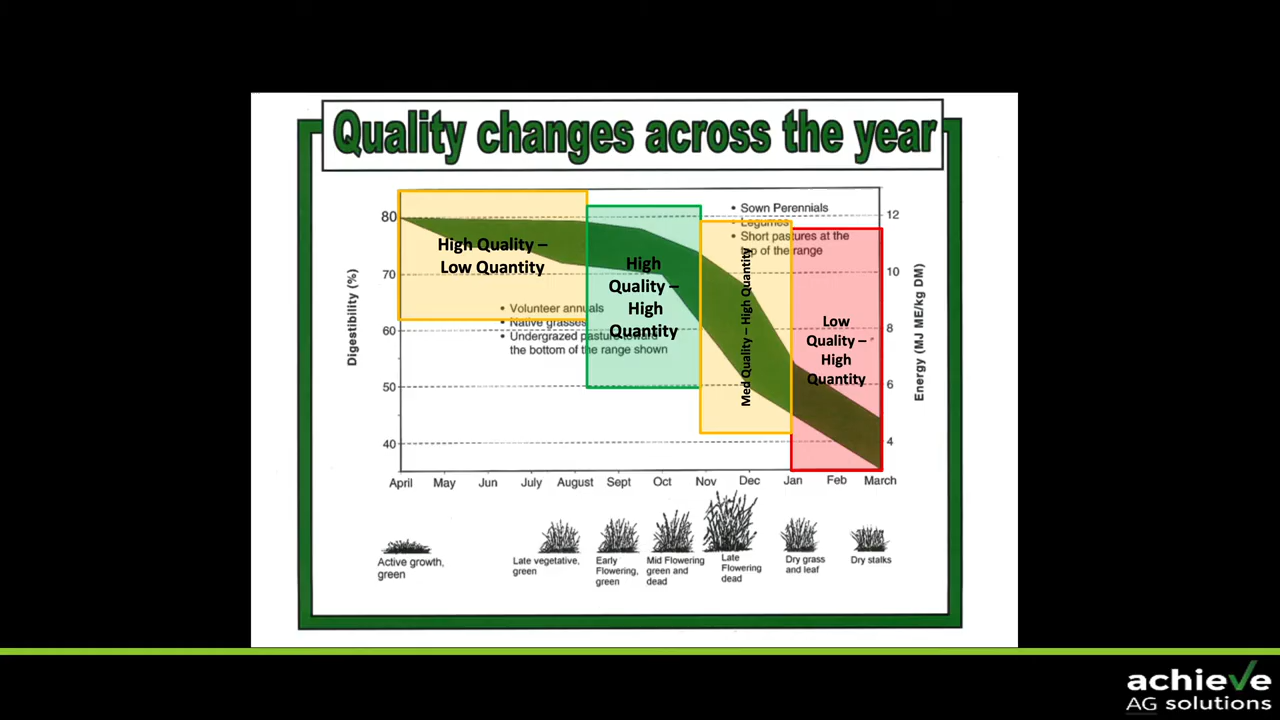 Quality changes across the year
80
70
60
50
40
Digestibility (%)
12
10
8
6
4
Energy (MJ ME/kg DM)
• Sown Perennials
• Legumes
• Short pastures at the
top of the range
• Volunteer annuals
• Native grasses
• Undergrazed pasture toward
the bottom of the range shown
High Quality –
Low Quantity
High
Quality –
High
Quantity
Med Quality – High Quantity
Low
Quality –
High
Quantity
April May Jun July August Sept Oct Nov Dec Jan Feb March
Active growth,
green
Late vegetative,
green
Early
Flowering,
green
Mid Flowering
green and
dead
Late
Flowering
dead
Dry grass
and leaf
Dry stalks
achieve
AG solutions